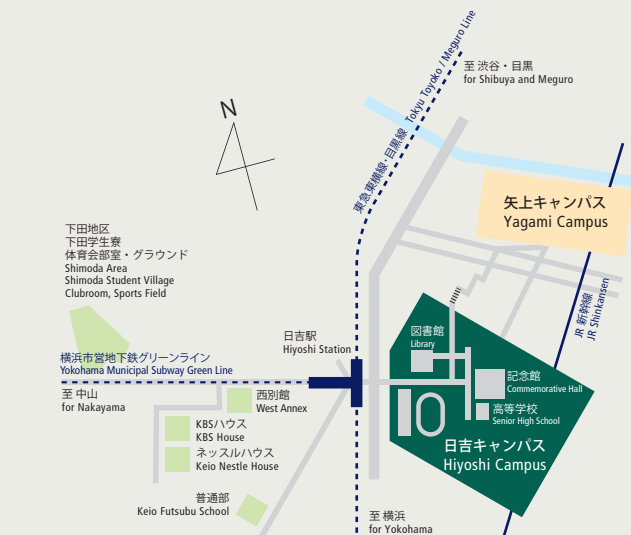 東急東横線・目黒線 Tokyu Toyoko / Meguro Line
至 渋谷・目黒
for Shibuya and Meguro
N
矢上キャンパス
Yagami Campus
下田地区
下田学生寮
体育会部室・グラウンド
Shimoda Area
Shimoda Student Village
Clubroom, Sports Field
JR 新幹線
JR Shinkansen
日吉駅
Hiyoshi Station
図書館
Library
横浜市営地下鉄グリーンライン
Yokohama Municipal Subway Green Line
至 中山
for Nakayama
記念館
Commemorative Hall
西別館
West Annex
高等学校
Senior High School
KBSハウス
KBS House
ネッスルハウス
Keio Nestle House
日吉キャンパス
Hiyoshi Campus
普通部
Keio Futsubu School
至 横浜
for Yokohama